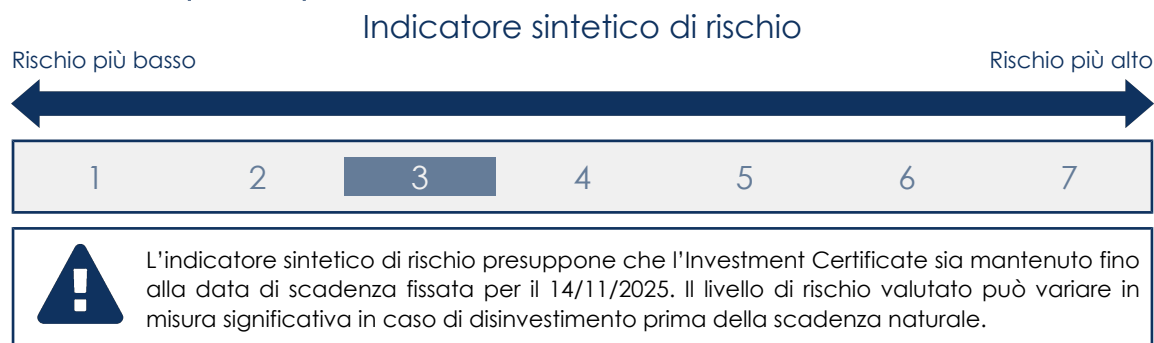 Indicatore sintetico di rischio
Rischio più basso
Rischio più alto
1 2 3 4 5 6 7
L'indicatore sintetico di rischio presuppone che l'Investment Certificate sia mantenuto fino
alla data di scadenza fissata per il 14/11/2025. Il livello di rischio valutato può variare in
misura significativa in caso di disinvestimento prima della scadenza naturale.